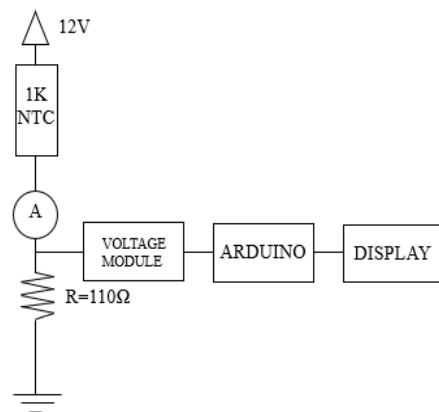 12V
1K
NTC
A
VOLTAGE
MODULE
ARDUINO
DISPLAY
R=110Ω